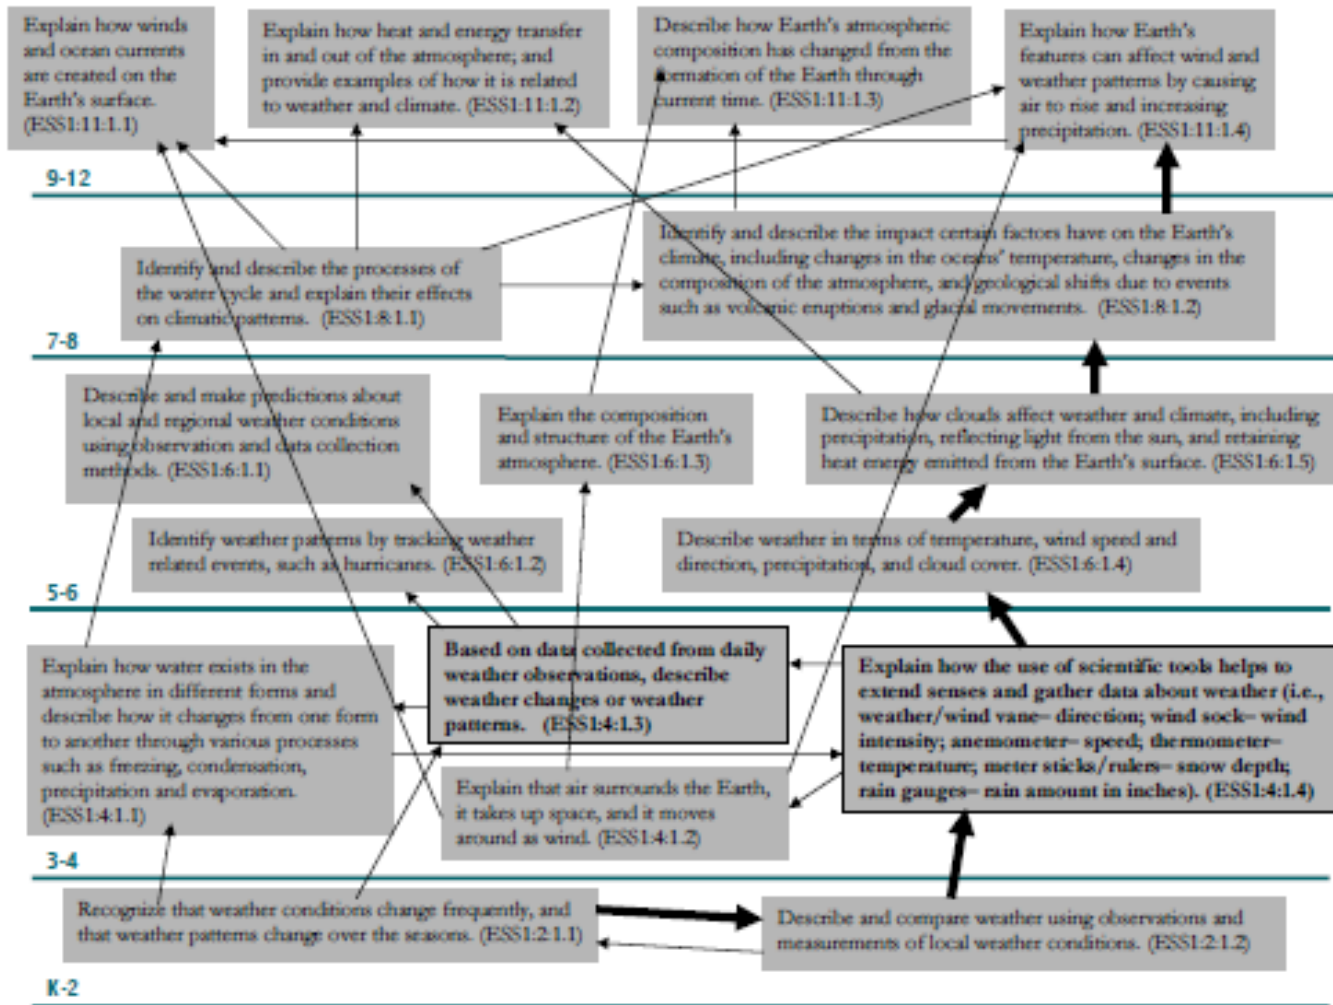 Explain how winds
and ocean currents
are created on the
Earth's surface.
(ESS1:11:1.1)
Explain how heat and energy transfer
in and out of the atmosphere; and
provide examples of how it is related
to weather and climate. (ESS1:11:1.2)
Describe how Earth's atmospheric
composition has changed from the
formation of the Earth through
current time. (ESS1:11:1.3)
Explain how Earth's
features can affect wind and
weather patterns by causing
air to rise and increasing
precipitation. (ESS1:11:1.4)
9-12
Identify and describe the processes of
the water cycle and explain their effects
on climatic patterns. (ESS1:8:1.1)
Identify and describe the impact certain factors have on the Earth's
climate, including changes in the oceans' temperature, changes in the
composition of the atmosphere, and geological shifts due to events
such as volcanic eruptions and glacial movements. (ESS1:8:1.2)
7-8
Describe and make predictions about
local and regional weather conditions
using observation and data collection
methods. (ESS1:6:1.1)
Explain the composition
and structure of the Earth's
atmosphere. (ESS1:6:1.3)
Describe how clouds affect weather and climate, including
precipitation, reflecting light from the sun, and retaining
heat energy emitted from the Earth's surface. (ESS1:6:1.5)
Identify weather patterns by tracking weather
related events, such as hurricanes. (ESS1:6:1.2)
Describe weather in terms of temperature, wind speed and
direction, precipitation, and cloud cover. (ESS1:6:1.4)
5-6
Explain how water exists in the
atmosphere in different forms and
describe how it changes from one form
to another through various processes
such as freezing, condensation,
precipitation and evaporation.
(ESS1:4:1.1)
Based on data collected from daily
weather observations, describe
weather changes or weather
patterns. (ESS1:4:1.3)
Explain that air surrounds the Earth,
it takes up space, and it moves
around as wind. (ESS1:4:1.2)
Explain how the use of scientific tools helps to
extend senses and gather data about weather (i.e.,
weather/wind vane– direction; wind sock– wind
intensity; anemometer– speed; thermometer–
temperature; meter sticks/rulers– snow depth;
rain gauges– rain amount in inches). (ESS1:4:1.4)
3-4
Recognize that weather conditions change frequently, and
that weather patterns change over the seasons. (ESS1:2:1.1)
Describe and compare weather using observations and
measurements of local weather conditions. (ESS1:2:1.2)
K-2